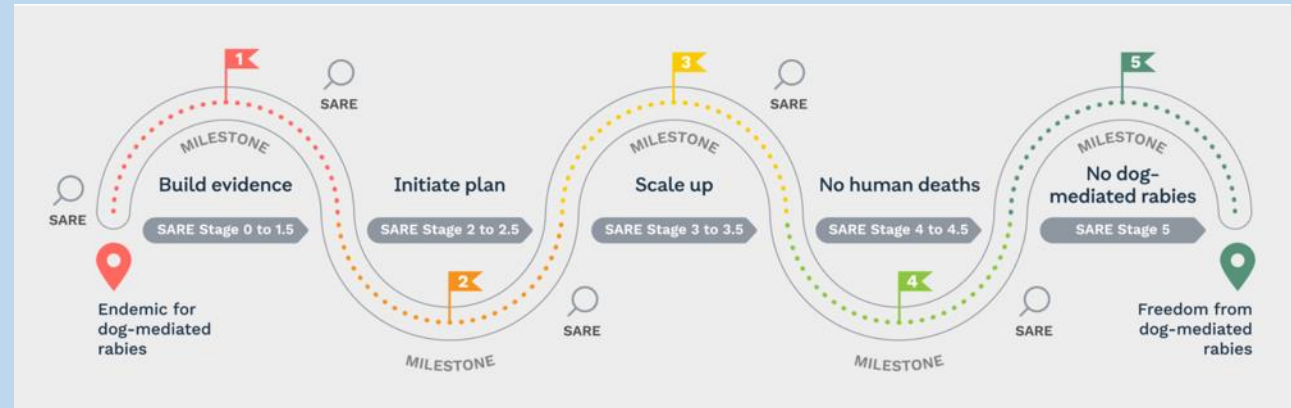 SARE
1
MILESTONE
Build evidence
SARE Stage 0 to 1.5
Endemic for
dog-mediated
rabies
SARE
Initiate plan
SARE Stage 2 to 2.5
2
MILESTONE
SARE
3
MILESTONE
Scale up
SARE Stage 3 to 3.5
SARE
No human deaths
SARE Stage 4 to 4.5
4
MILESTONE
SARE
5
MILESTONE
No dog-
mediated rabies
SARE Stage 5
Freedom from
dog-mediated
rabies